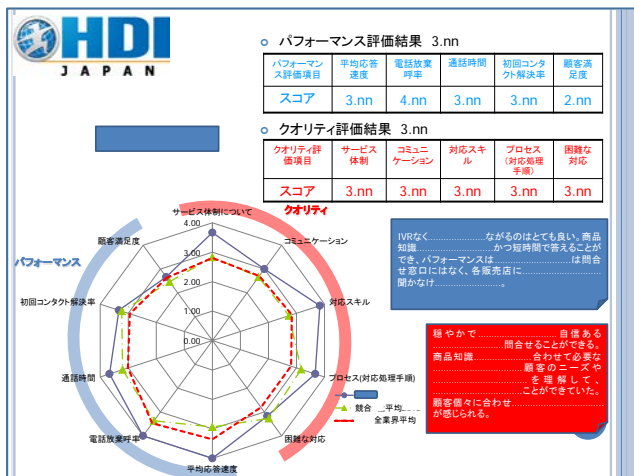 HDI
JAPAN
パフォーマンス評価結果 3.nn
パフォーマンス評価項目 平均応答速度 電話放棄呼率 通話時間 初回コンタクト解決率 顧客満足度
スコア 3.nn 4.nn 3.nn 3.nn 2.nn
クオリティ評価結果 3.nn
クオリティ評価項目 サービス体制 コミュニケーション 対応スキル プロセス(対応処理手順) 困難な対応
スコア 3.nn 3.nn 3.nn 3.nn 3.nn
クオリティ
パフォーマンス
サービス体制について
コミュニケーション
対応スキル
プロセス(対応処理手順)
困難な対応
平均応答速度
電話放棄呼率
通話時間
初回コンタクト解決率
顧客満足度
4.00
3.00
2.00
1.00
0.00
競合 平均
全業界平均
IVRなく ながるのはとても良い。商品
知識 かつ短時間で答えることが
でき、パフォーマンスは は問合
せ窓口にはなく、各販売店に
聞かなけ 。
穏やかで 自信ある
問合せることができる。
商品知識 合わせて必要な
顧客のニーズや
を理解して、
ことができていた。
顧客個々に合わせ
が感じられる。